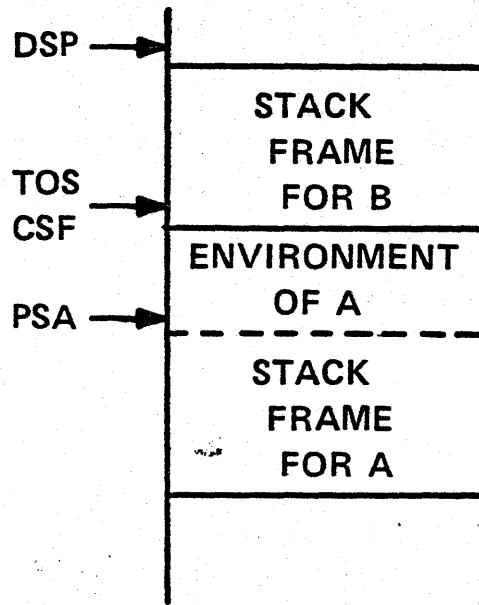 DSP
STACK
FRAME
FOR B
TOS
CSF
ENVIRONMENT
OF A
PSA
STACK
FRAME
FOR A